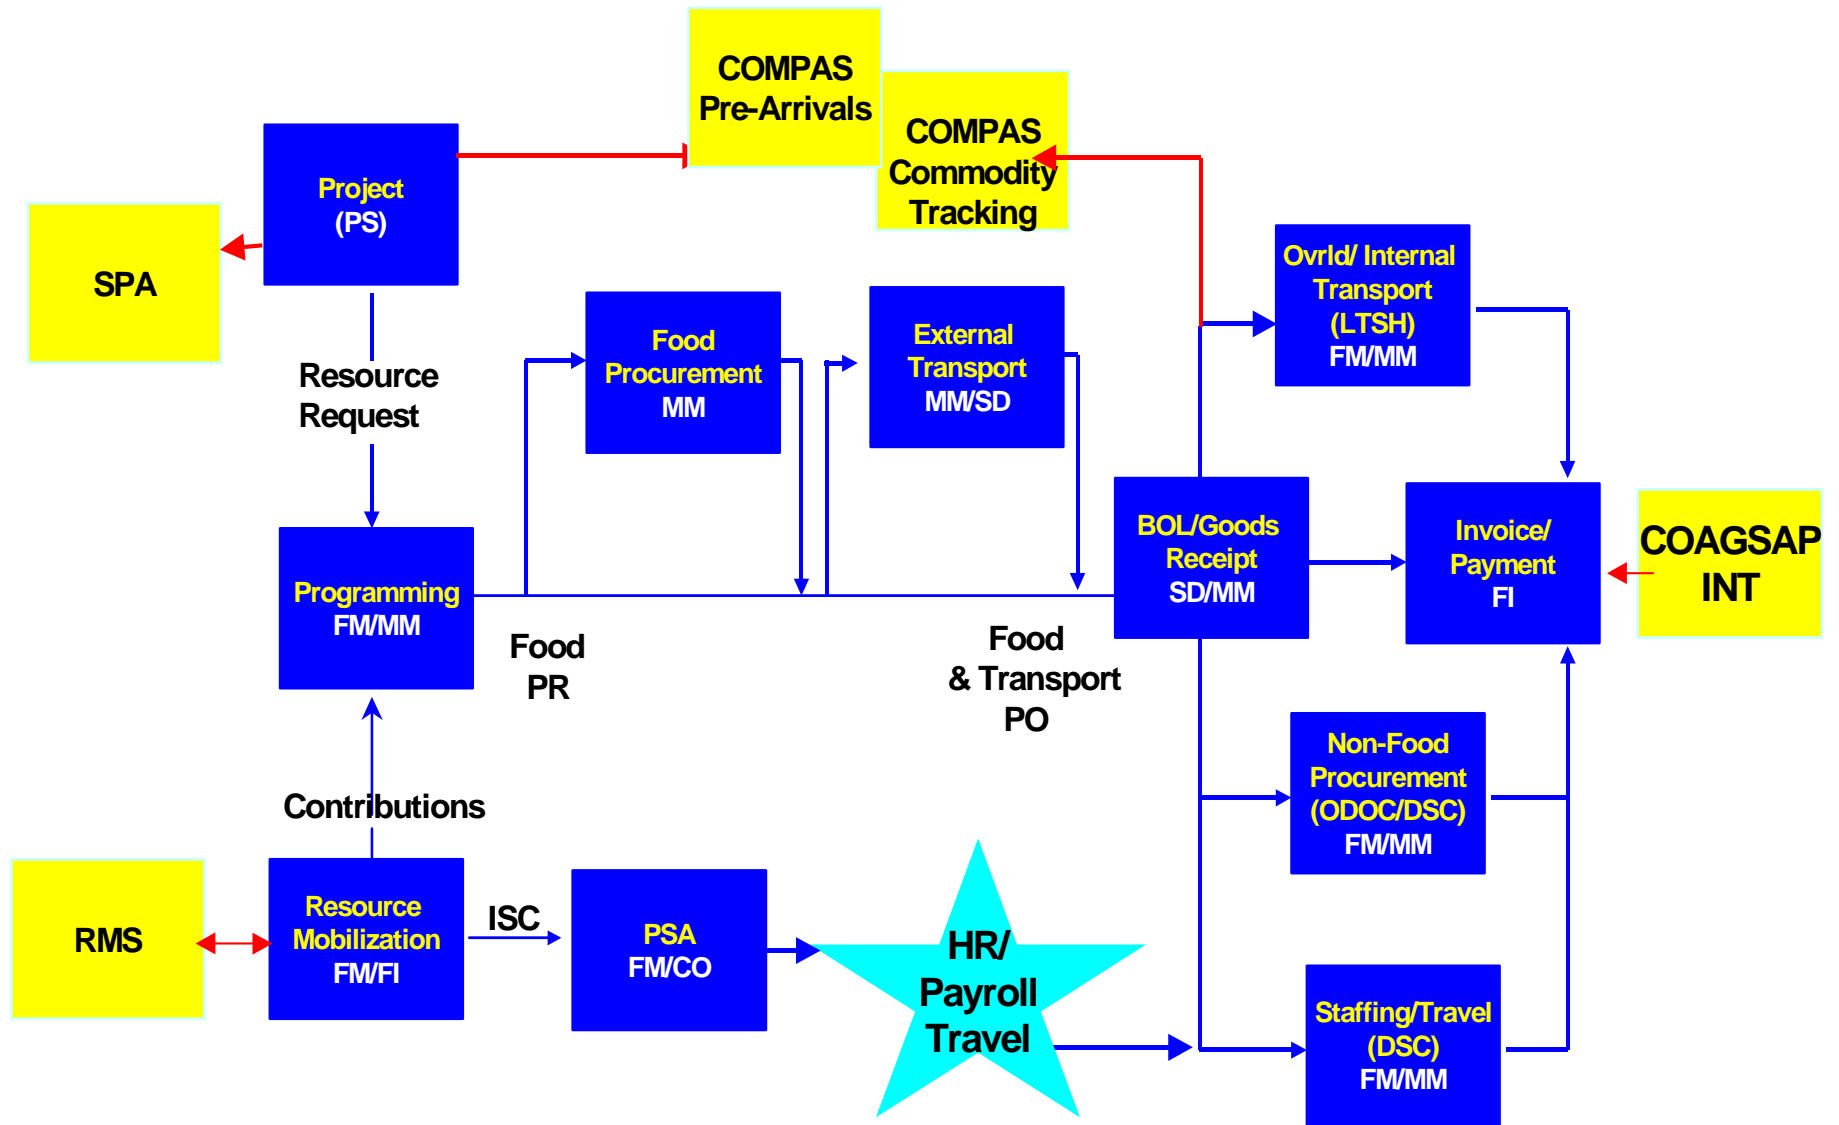 COMPAS
Pre-Arrivals
COMPAS
Commodity
Tracking
Project
(PS)
SPA
Ovrld/ Internal
Transport
(LTSH)
FM/MM
Food
Procurement
MM
External
Transport
MM/SD
Resource
Request
BOL/Goods
Receipt
SD/MM
Invoice/
Payment
FI
COAGSAP
INT
Programming
FM/MM
Food
PR
Food
& Transport
PO
Non-Food
Procurement
(ODOC/DSC)
FM/MM
Contributions
RMS
Resource
Mobilization
FM/FI
ISC
PSA
FM/CO
HR/
Payroll
Travel
Staffing/Travel
(DSC)
FM/MM